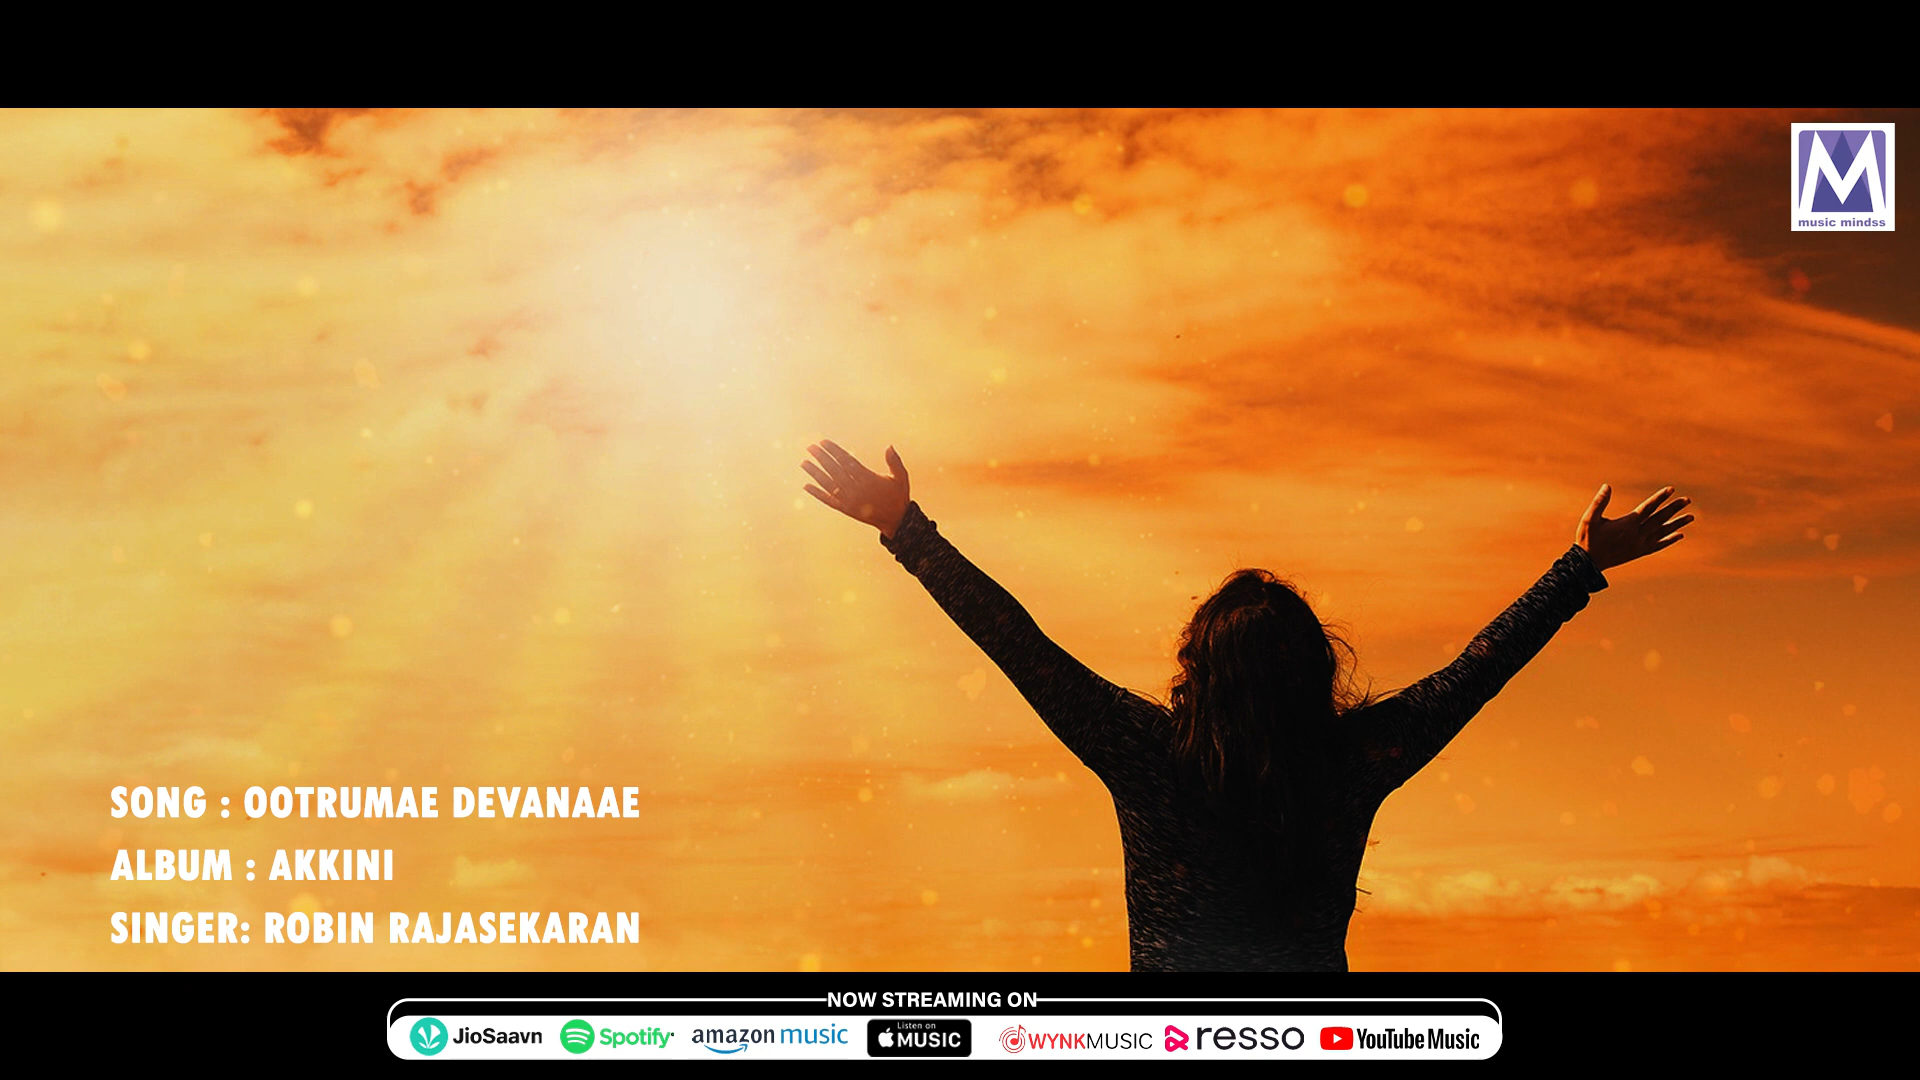 music mindss
SONG : OOTRUMAE DEVANAAE
ALBUM : AKKINI
SINGER: ROBIN RAJASEKARAN
NOW STREAMING ON
JioSaavn Spotify amazon music Listen on MUSIC WYNKMUSIC resso YouTube Music